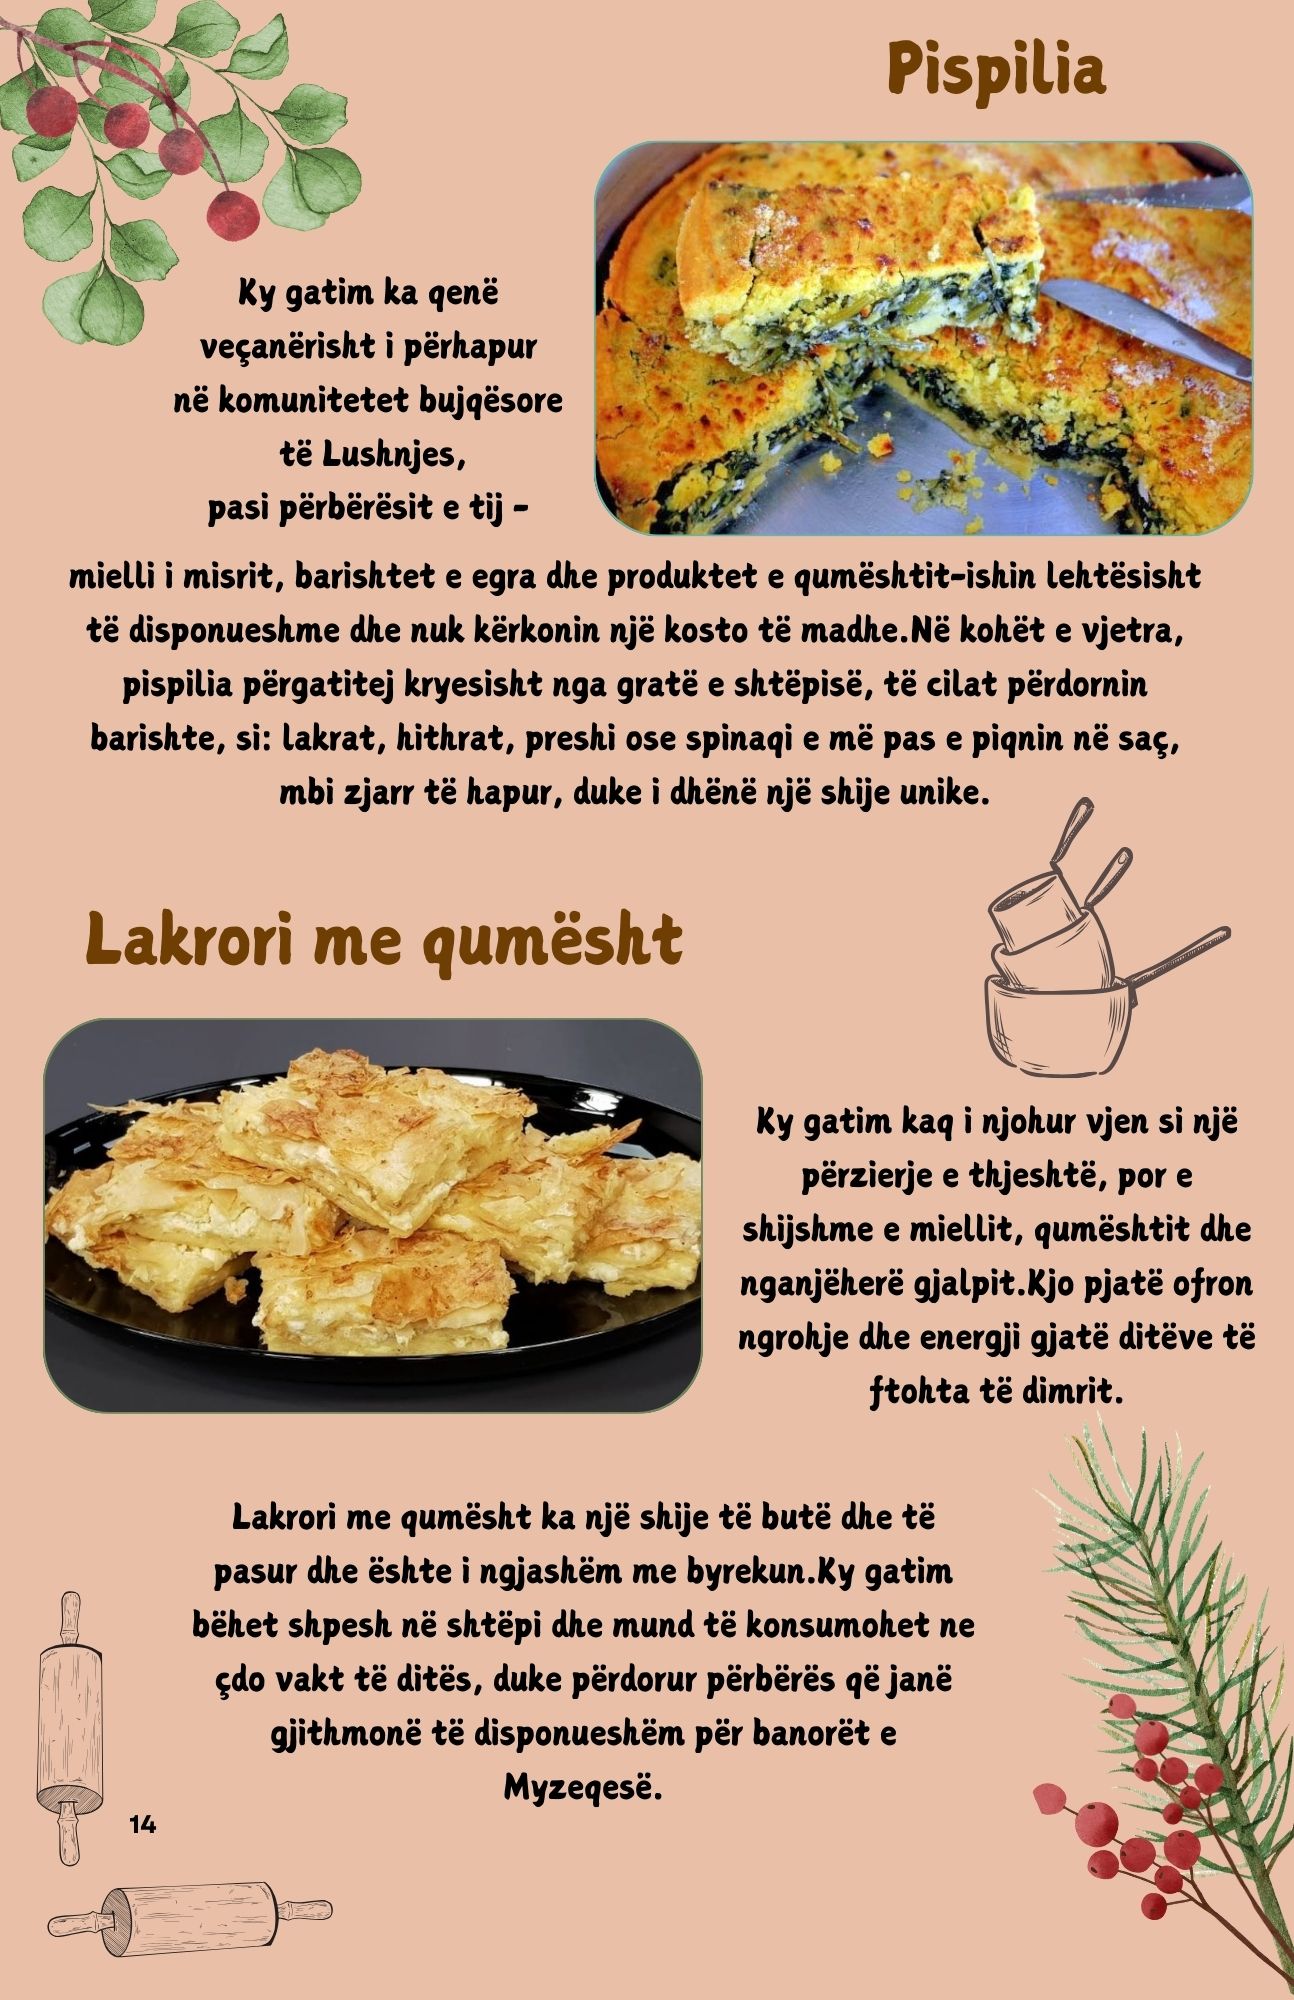 Pispilia
Ky gatim ka qenë
veçanërisht i përhapur
në komunitetet bujqësore
të Lushnjes,
pasi përbërësit e tij -
mielli i misrit, barishtet e egra dhe produktet e qumështit-ishin lehtësisht
të disponueshme dhe nuk kërkonin një kosto të madhe.Në kohët e vjetra,
pispilia përgatitej kryesisht nga gratë e shtëpisë, të cilat përdornin
barishte, si: lakrat, hithrat, preshi ose spinaqi e më pas e piqnin në saç,
mbi zjarr të hapur, duke i dhënë një shije unike.
Lakrori me qumësht
Ky gatim kaq i njohur vjen si një
përzierje e thjeshtë, por e
shijshme e miellit, qumështit dhe
nganjëherë gjalpit.Kjo pjatë ofron
ngrohje dhe energji gjatë ditëve të
ftohta të dimrit.
Lakrori me qumësht ka një shije të butë dhe të
pasur dhe ështe i ngjashëm me byrekun.Ky gatim
bëhet shpesh në shtëpi dhe mund të konsumohet ne
çdo vakt të ditës, duke përdorur përbërës që janë
gjithmonë të disponueshëm për banorët e
Myzeqesë.
14